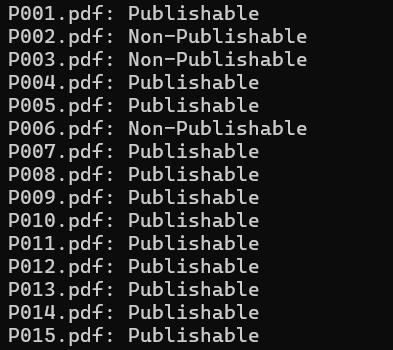 P001.pdf: Publishable
P002.pdf: Non-Publishable
P003.pdf: Non-Publishable
P004.pdf: Publishable
P005.pdf: Publishable
P006.pdf: Non-Publishable
P007.pdf: Publishable
P008.pdf: Publishable
P009.pdf: Publishable
P010.pdf: Publishable
P011.pdf: Publishable
P012.pdf: Publishable
P013.pdf: Publishable
P014.pdf: Publishable
P015.pdf: Publishable